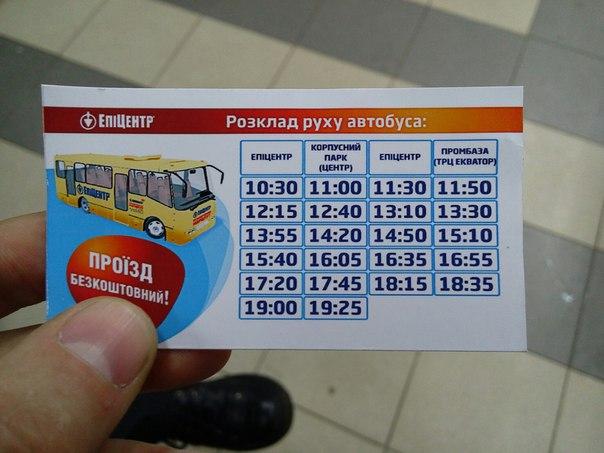 ЕПІЦЕНТР
Розклад руху автобуса:
ЕПІЦЕНТР КОРПУСНИЙ ПАРК (ЦЕНТР) ЕПІЦЕНТР ПРОМБАЗА (ТРЦ ЕКВАТОР)
10:30 11:00 11:30 11:50
12:15 12:40 13:10 13:30
13:55 14:20 14:50 15:10
15:40 16:05 16:35 16:55
17:20 17:45 18:15 18:35
19:00 19:25
ЕПІЦЕНТР
ПРОЇЗД
БЕЗКОШТОВНИЙ!